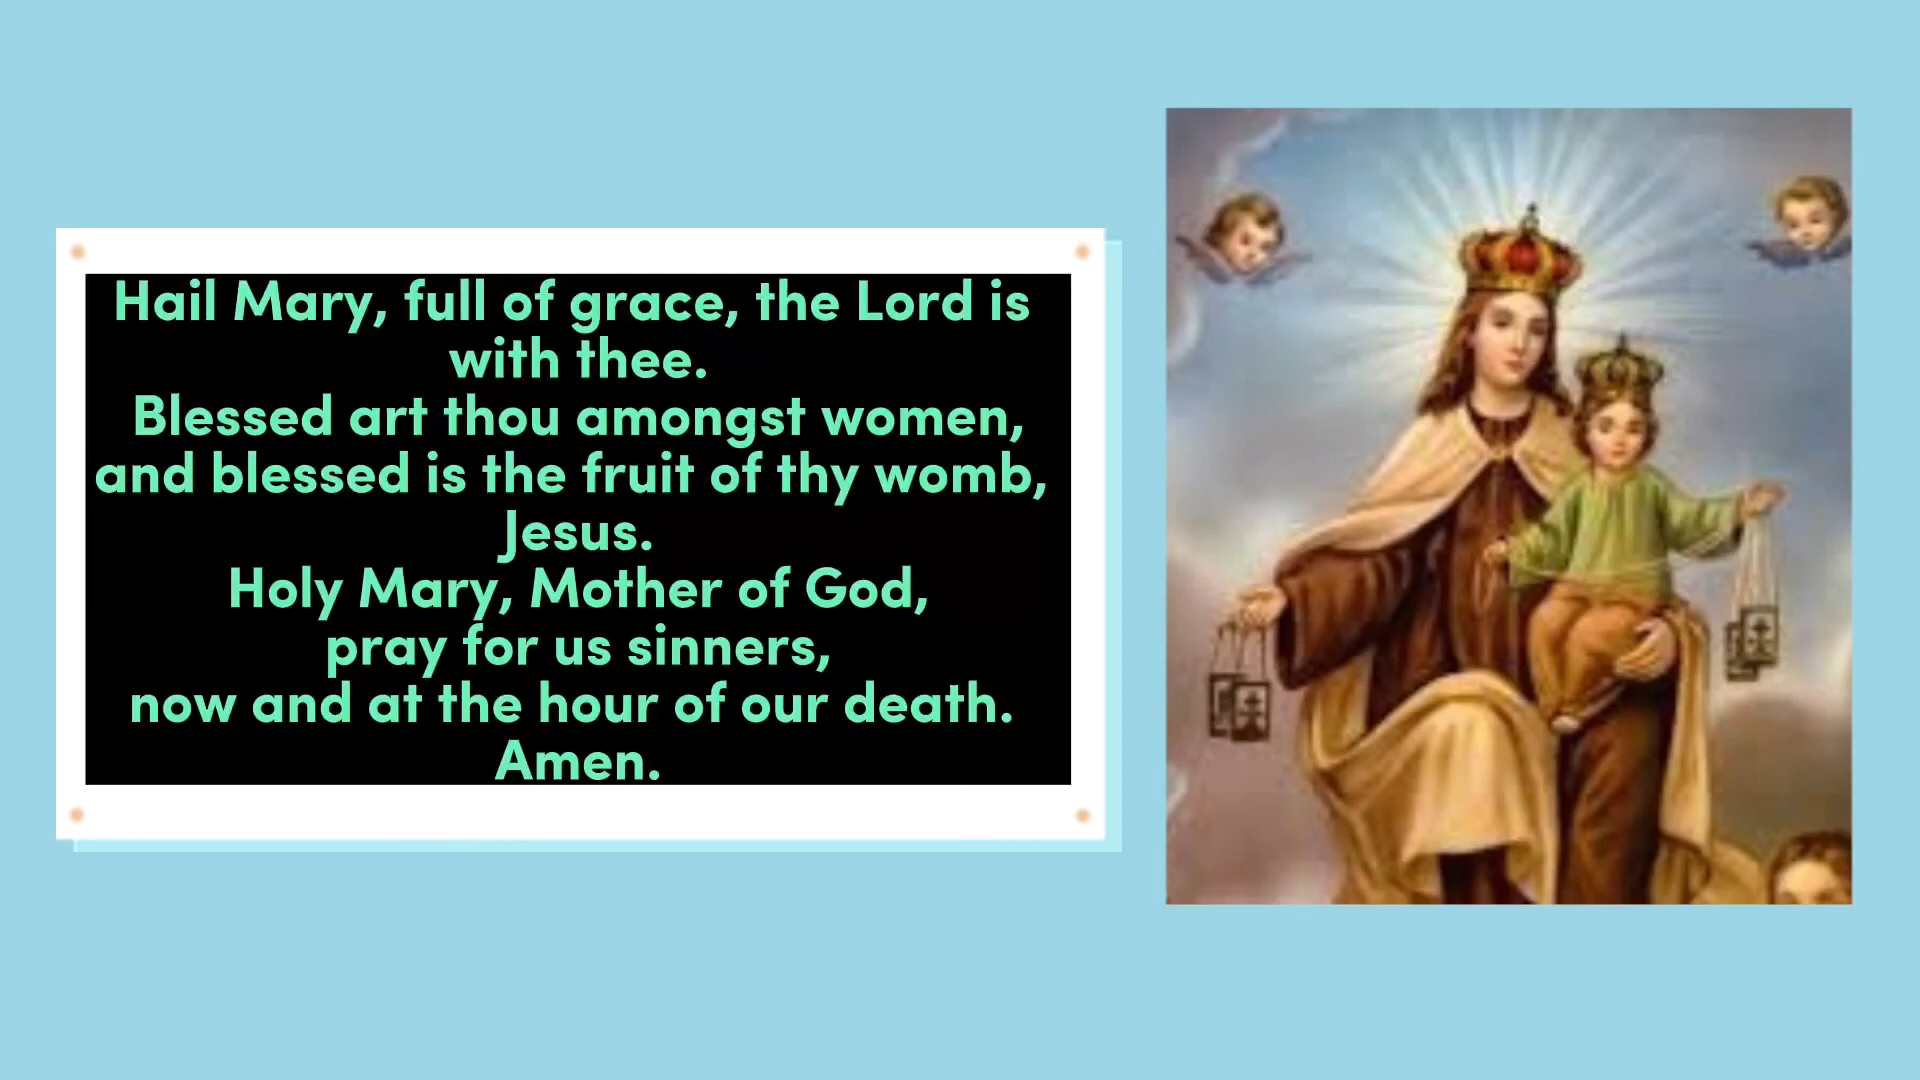 Hail Mary, full of grace, the Lord is
with thee.
Blessed art thou amongst women,
and blessed is the fruit of thy womb,
Jesus.
Holy Mary, Mother of God,
pray for us sinners,
now and at the hour of our death.
Amen.